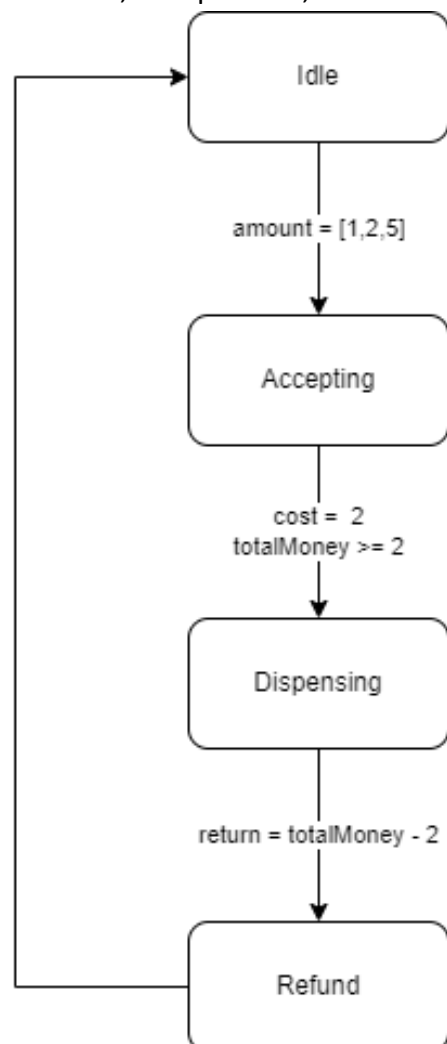 Idle
amount = [1,2,5]
Accepting
cost = 2
totalMoney >= 2
Dispensing
return = totalMoney - 2
Refund